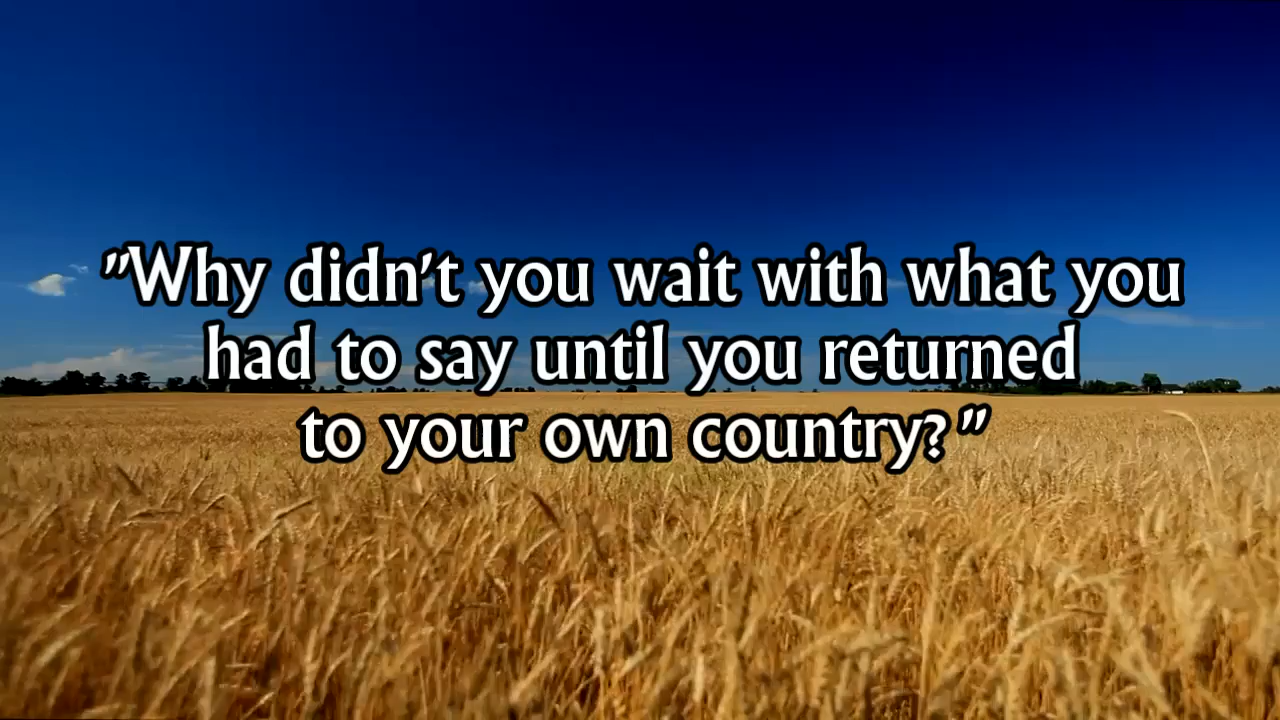 "Why didn't you wait with what you
had to say until you returned
to your own country?"